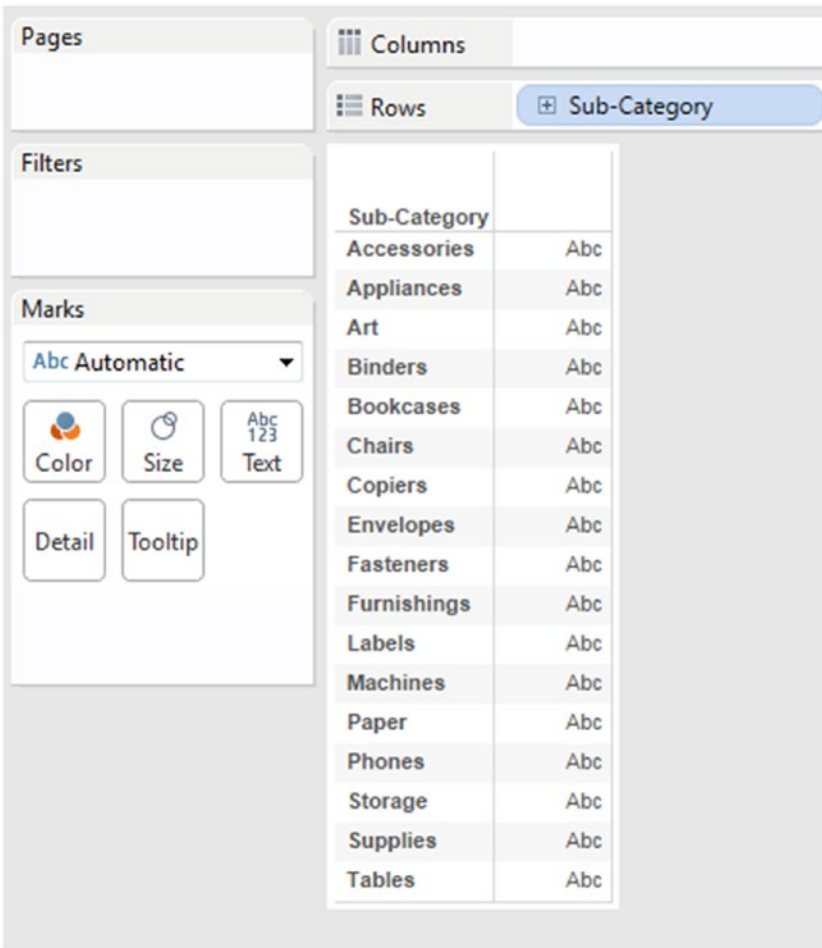 Pages
Columns
Rows
Sub-Category
Filters
Marks
Abc Automatic
Color
Size
Abc
123
Text
Detail
Tooltip
Sub-Category
Accessories Abc
Appliances Abc
Art Abc
Binders Abc
Bookcases Abc
Chairs Abc
Copiers Abc
Envelopes Abc
Fasteners Abc
Furnishings Abc
Labels Abc
Machines Abc
Paper Abc
Phones Abc
Storage Abc
Supplies Abc
Tables Abc